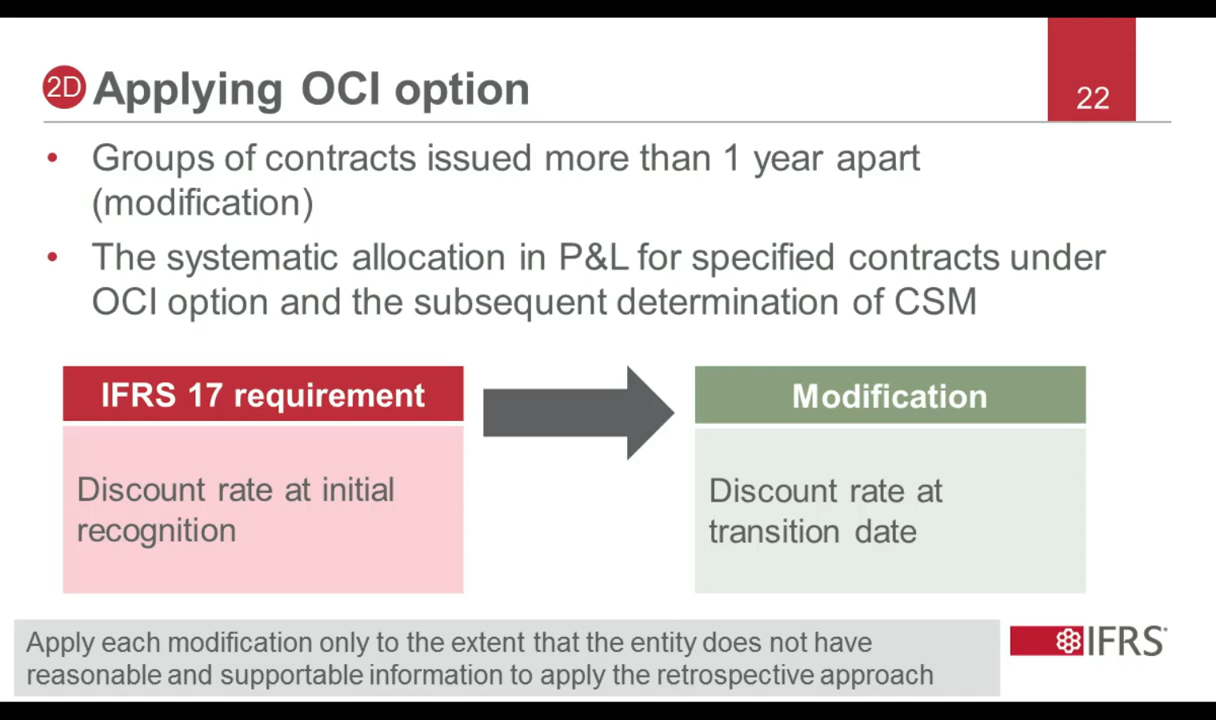 2D Applying OCI option
22
• Groups of contracts issued more than 1 year apart
(modification)
• The systematic allocation in P&L for specified contracts under
OCI option and the subsequent determination of CSM
IFRS 17 requirement
Discount rate at initial
recognition
Modification
Discount rate at
transition date
Apply each modification only to the extent that the entity does not have
reasonable and supportable information to apply the retrospective approach
IFRS